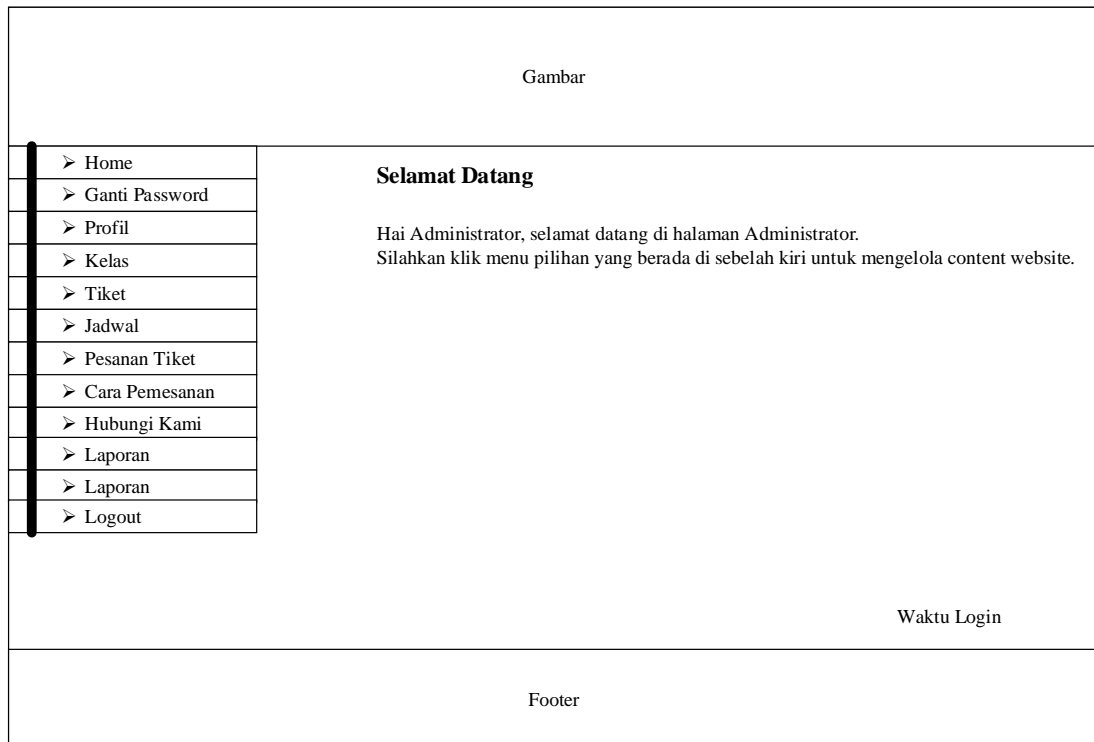 Gambar
➢ Home
➢ Ganti Password
➢ Profil
➢ Kelas
➢ Tiket
➢ Jadwal
➢ Pesanan Tiket
➢ Cara Pemesanan
➢ Hubungi Kami
➢ Laporan
➢ Laporan
➢ Logout
Selamat Datang
Hai Administrator, selamat datang di halaman Administrator.
Silahkan klik menu pilihan yang berada di sebelah kiri untuk mengelola content website.
Waktu Login
Footer